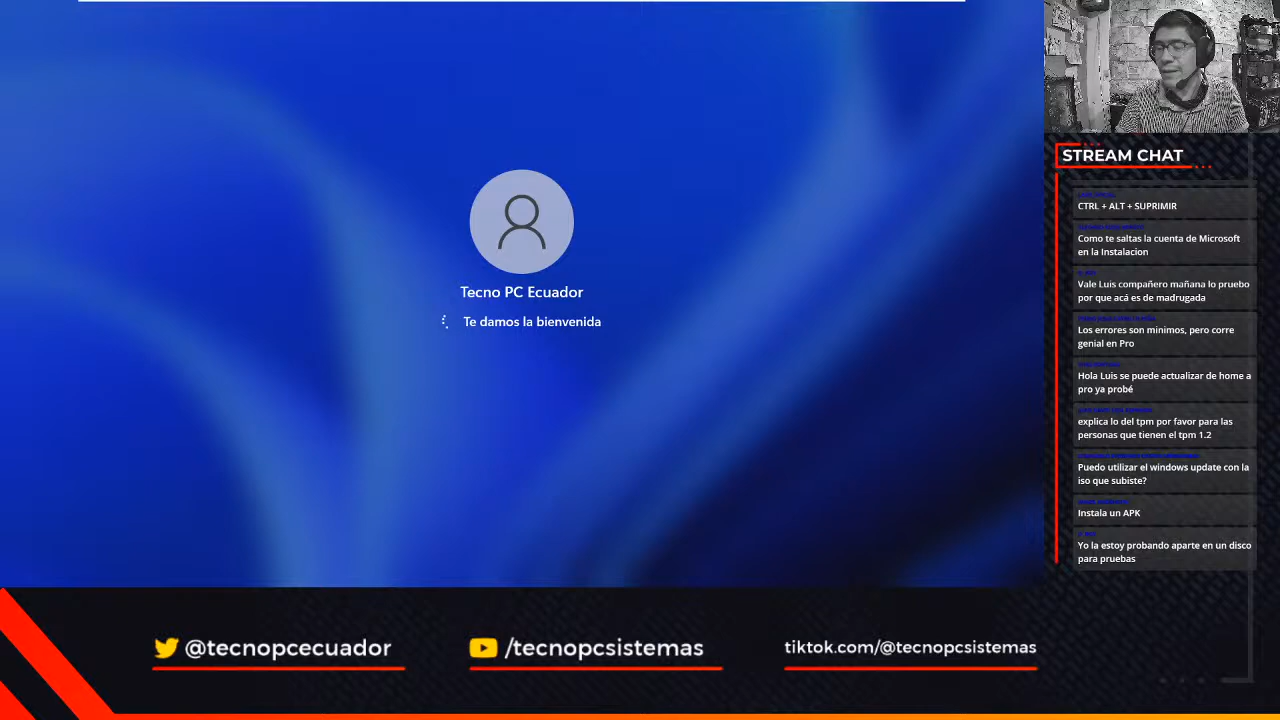 Tecno PC Ecuador
Te damos la bienvenida
STREAM CHAT
CTRL + ALT + SUPRIMIR
Como te saltas la cuenta de Microsoft
en la Instalacion
Vale Luis compañero mañana lo pruebo
por que acá es de madrugada
Los errores son minimos, pero corre
genial en Pro
Hola Luis se puede actualizar de home a
pro ya probé
explica lo del tpm por favor para las
personas que tienen el tpm 1.2
Puedo utilizar el windows update con la
iso que subiste?
Instala un APK
Yo la estoy probando aparte en un disco
para pruebas
@tecnopcecuador
/tecnopcsistemas
tiktok.com/@tecnopcsistemas